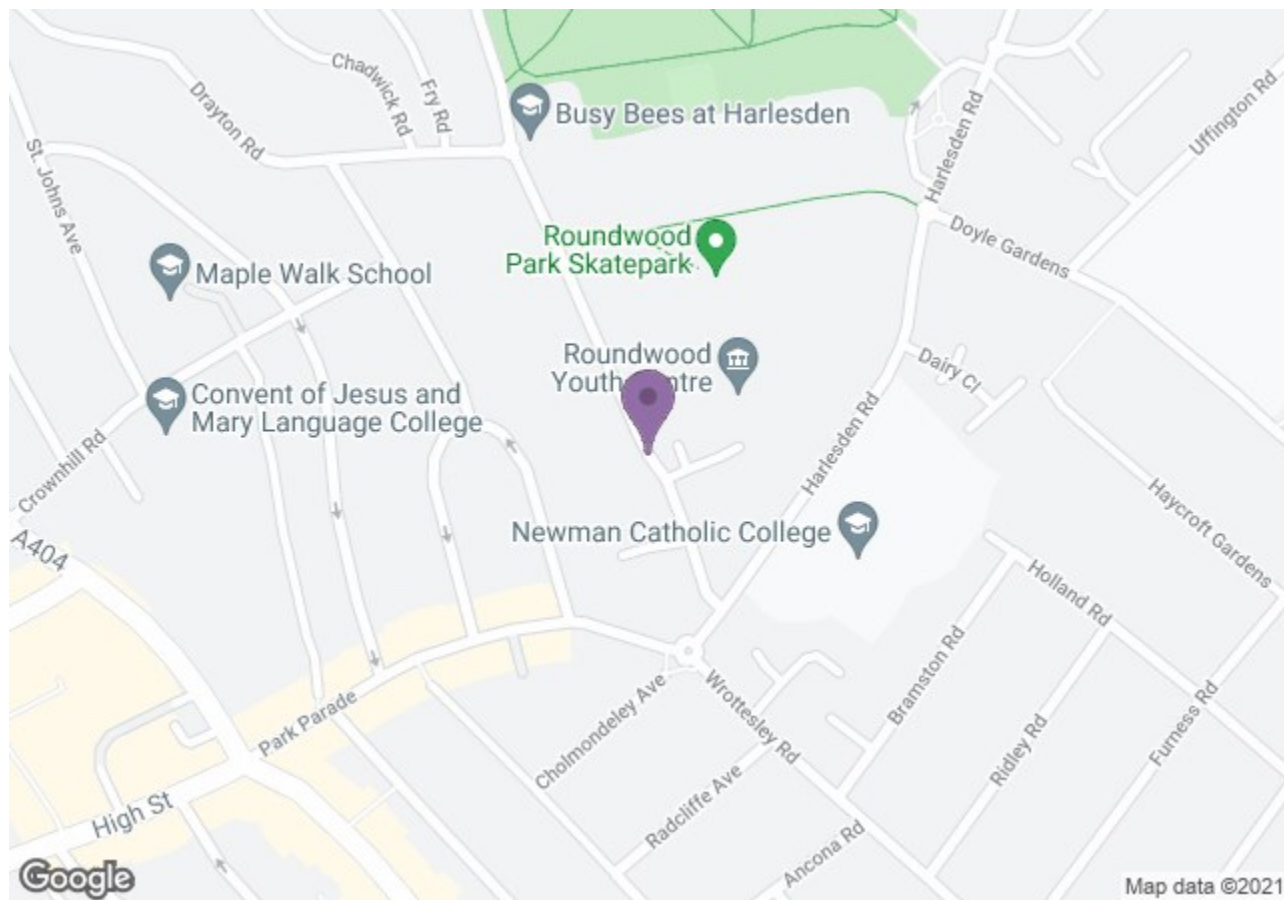 Chadwick Rd
Fry Rd
Drayton Rd
Busy Bees at Harlesden
Harlesden Rd
Uffington Rd
St. Johns Ave
Roundwood
Park Skatepark
Doyle Gardens
Maple Walk School
Roundwood
Youth
ntre
Dairy Cl
Convent of Jesus and
Mary Language College
Harlesden Rd
Crownhill Rd
Haycroft Gardens
Newman Catholic College
A404
Holland Rd
Bramston Rd
Park Parade
Cholmondeley Ave
Wrottesley Rd
Ridley Rd
Furness Rd
High St
Radcliffe Ave
Ancona Rd
Google
Map data ©2021